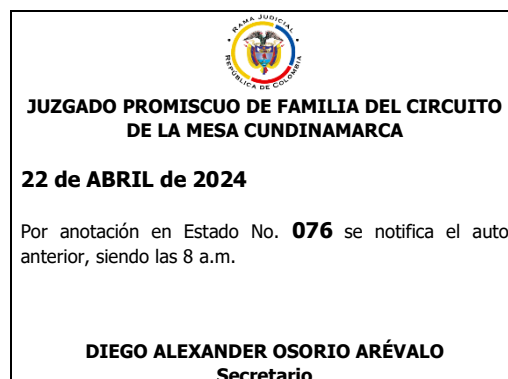 RAMA JUDICIAL
REPÚBLICA DE COLOMBIA
JUZGADO PROMISCUO DE FAMILIA DEL CIRCUITO
DE LA MESA CUNDINAMARCA
22 de ABRIL de 2024
Por anotación en Estado No. 076 se notifica el auto
anterior, siendo las 8 a.m.
DIEGO ALEXANDER OSORIO ARÉVALO
Secretario